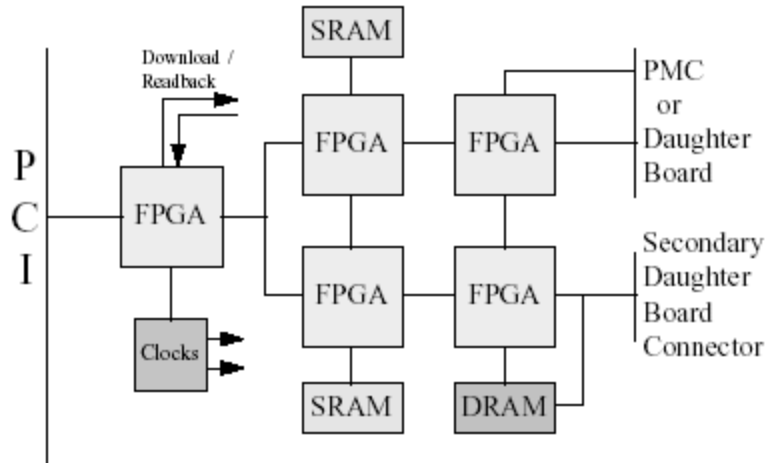 SRAM
Download /
Readback
PMC
or
Daughter
Board
FPGA
FPGA
P
C
I
FPGA
Secondary
Daughter
Board
Connector
FPGA
FPGA
Clocks
SRAM
DRAM